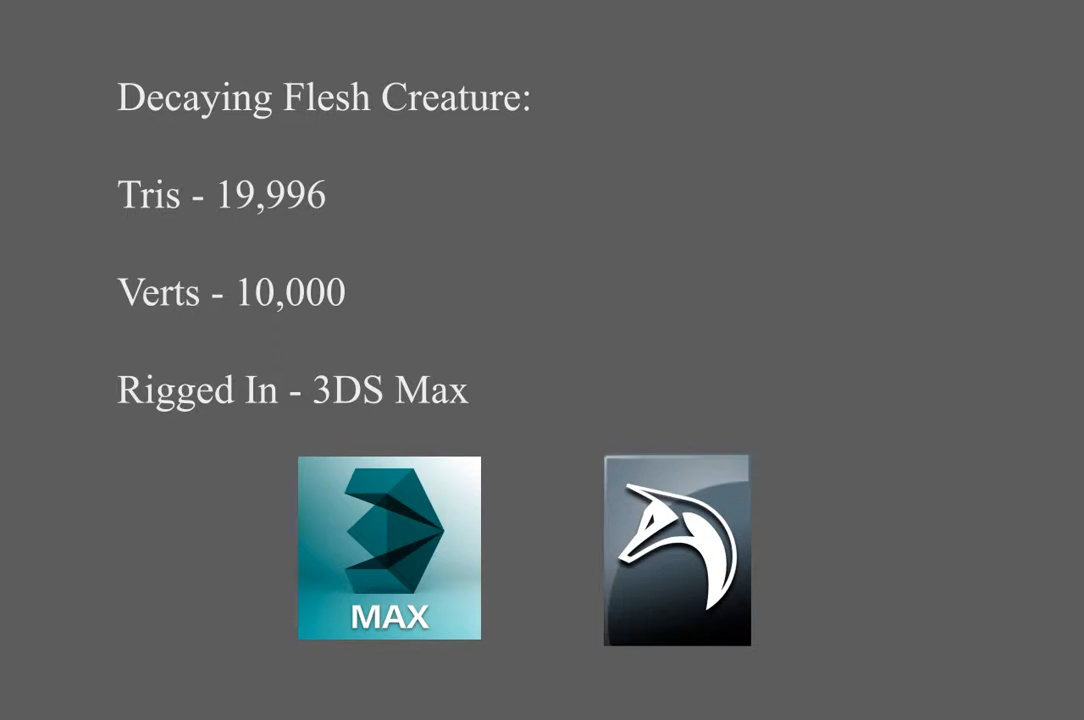 Decaying Flesh Creature:
Tris - 19,996
Verts - 10,000
Rigged In - 3DS Max
MAX